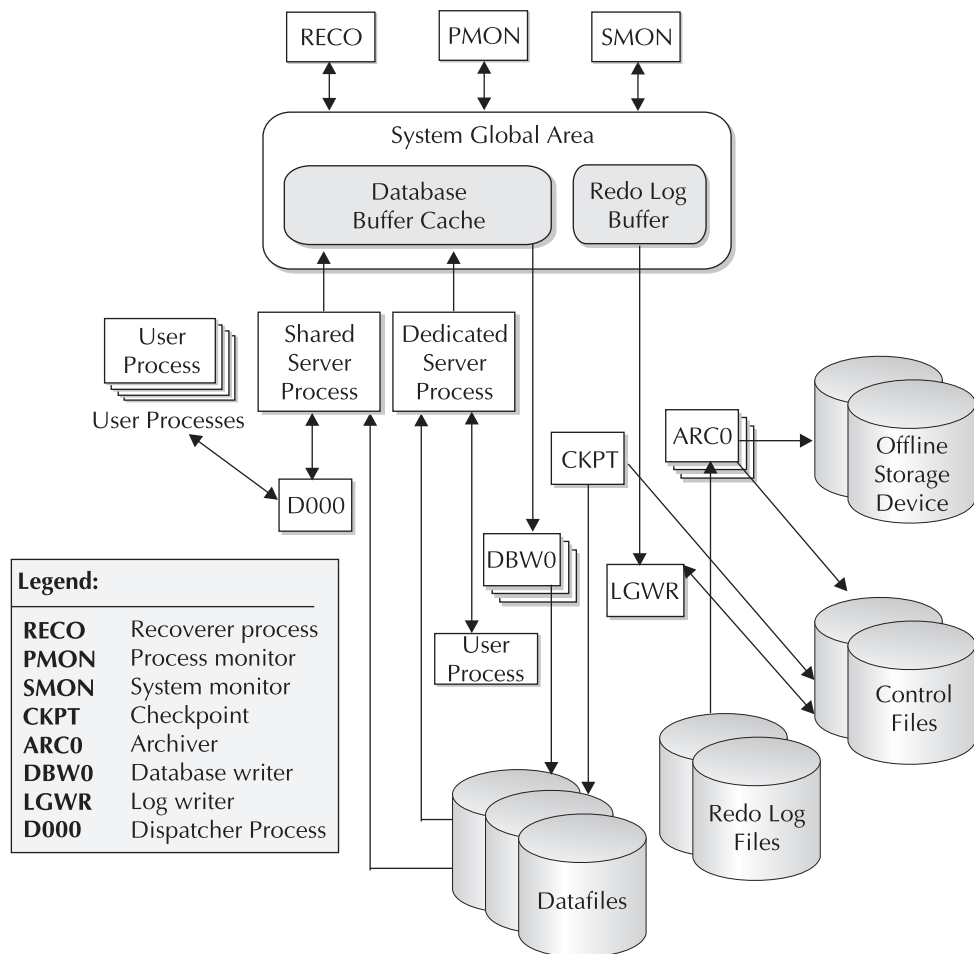 RECO
PMON
SMON
System Global Area
Database
Buffer Cache
Redo Log
Buffer
User
Process
User Processes
Shared
Server
Process
Dedicated
Server
Process
D000
CKPT
ARC0
Offline
Storage
Device
DBW0
LGWR
User
Process
Control
Files
Redo Log
Files
Datafiles
Legend:
RECO Recoverer process
PMON Process monitor
SMON System monitor
CKPT Checkpoint
ARC0 Archiver
DBW0 Database writer
LGWR Log writer
D000 Dispatcher Process